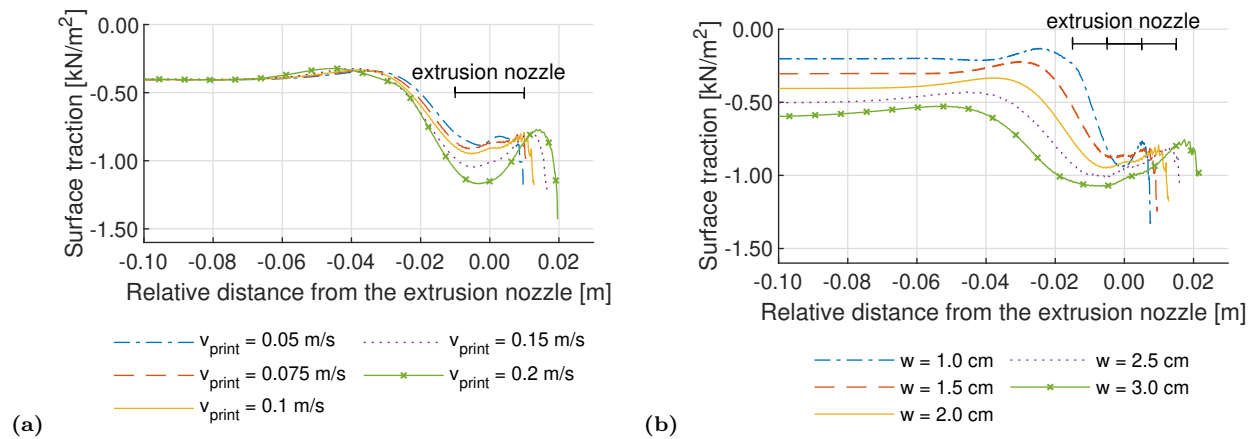 extrusion nozzle
0.00
-0.50
-1.00
-1.50
Surface traction [kN/m²]
-0.10 -0.08 -0.06 -0.04 -0.02 0.00 0.02
Relative distance from the extrusion nozzle [m]
v_print = 0.05 m/s
v_print = 0.15 m/s
v_print = 0.075 m/s
v_print = 0.2 m/s
v_print = 0.1 m/s
(a)
extrusion nozzle
0.00
-0.50
-1.00
-1.50
Surface traction [kN/m²]
-0.10 -0.08 -0.06 -0.04 -0.02 0.00 0.02
Relative distance from the extrusion nozzle [m]
w = 1.0 cm
w = 2.5 cm
w = 1.5 cm
w = 3.0 cm
w = 2.0 cm
(b)